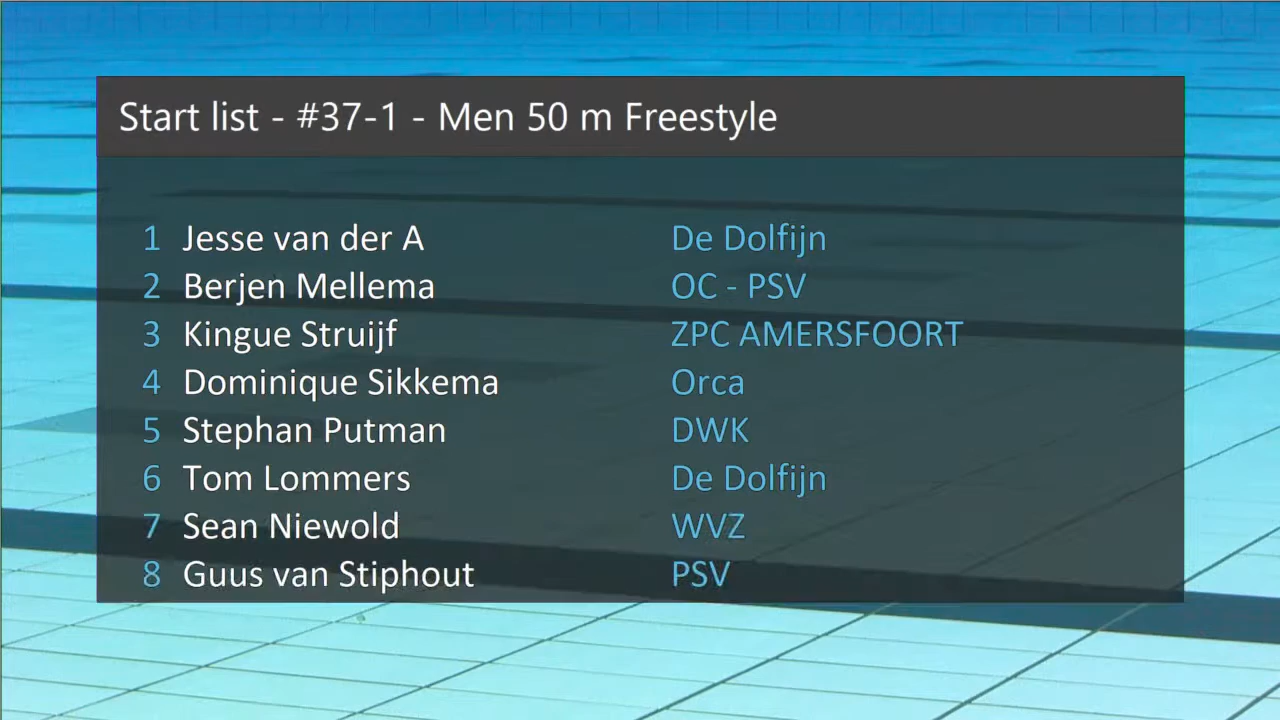 Start list - #37-1 - Men 50 m Freestyle
1 Jesse van der A De Dolfijn
2 Berjen Mellema OC - PSV
3 Kingue Struijf ZPC AMERSFOORT
4 Dominique Sikkema Orca
5 Stephan Putman DWK
6 Tom Lommers De Dolfijn
7 Sean Niewold WVZ
8 Guus van Stiphout PSV